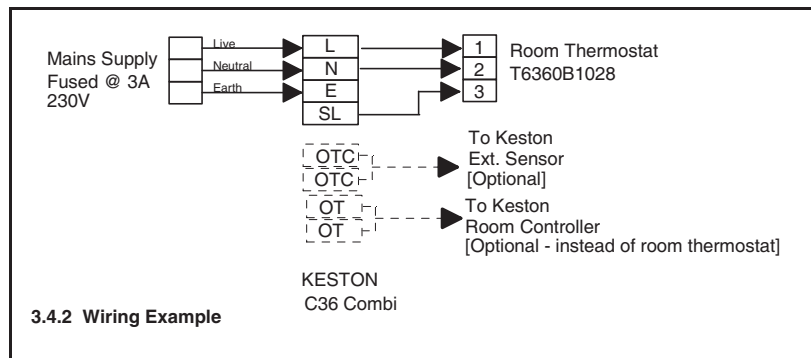 Mains Supply
Fused @ 3A
230V
Live
Neutral
Earth
L
N
E
SL
1
2
3
Room Thermostat
T6360B1028
OTC
OTC
To Keston
Ext. Sensor
[Optional]
OT
OT
To Keston
Room Controller
[Optional - instead of room thermostat]
KESTON
C36 Combi
3.4.2 Wiring Example